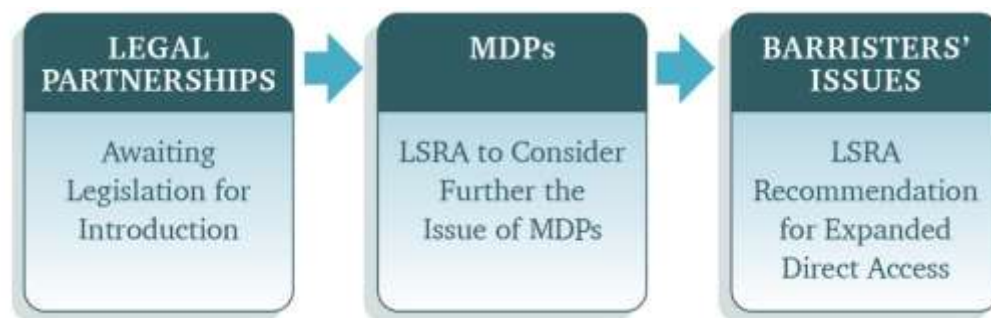 LEGAL
PARTNERSHIPS
Awaiting
Legislation for
Introduction
MDPs
LSRA to Consider
Further the
Issue of MDPs
BARRISTERS’
ISSUES
LSRA
Recommendation
for Expanded
Direct Access